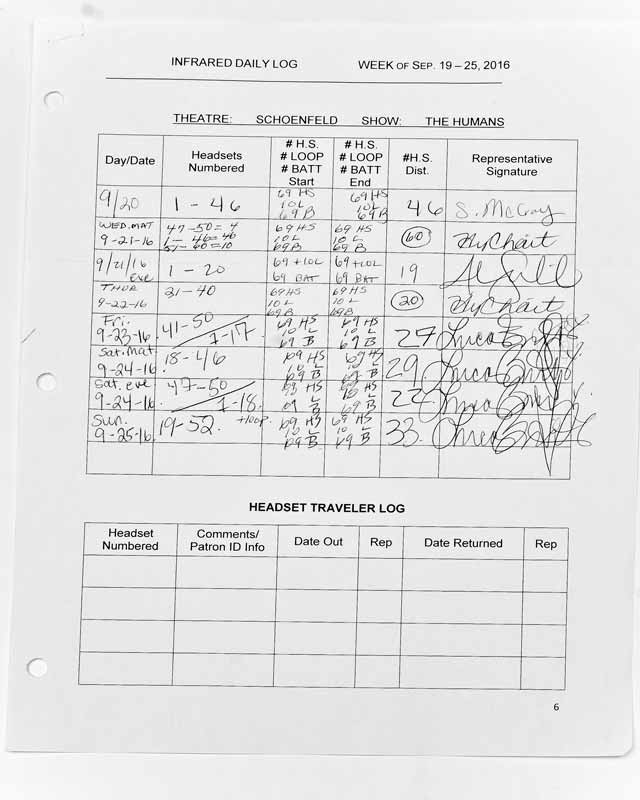 INFRARED DAILY LOG WEEK OF SEP. 19 – 25, 2016
THEATRE: SCHOENFELD SHOW: THE HUMANS
Day/Date Headsets Numbered # H.S. # LOOP # BATT Start # H.S. # LOOP # BATT End #H.S. Dist. Representative Signature
9/20 1 - 46 69 HS 10 L 69 B 69 HS 10 L 69 B 46 S. McCray
WED. MAT 9-21-16 47-50= 4 1 - 46= 46 51 - 60=10 69 HS 10 L 69 B 69 HS 10 L 69 B 60
9/21/16 Eve 1 - 20 69 +10L 69 BAT 69 +10L 69 BAT 19
THUR 9-22-16 21-40 69 HS 10 L 69 B 69 HS 10 L 69 B 20
Fri. 9-23-16 41-50 / 1-17 69 HS 10 L 69 B 69 HS 10 L 69 B 27
Sat. mat 9-24-16 18-46 69 HS 10 L 69 B 69 HS 10 L 69 B 29
Sat. eve 9-24-16 47-50 / 1-18 69 HS 10 L 69 B 69 HS 10 L 69 B 22
Sun. 9-25-16 19-52. +loop 69 HS 10 L 69 B 69 HS 10 L 69 B 33.
HEADSET TRAVELER LOG
Headset Numbered Comments/ Patron ID Info Date Out Rep Date Returned Rep
6